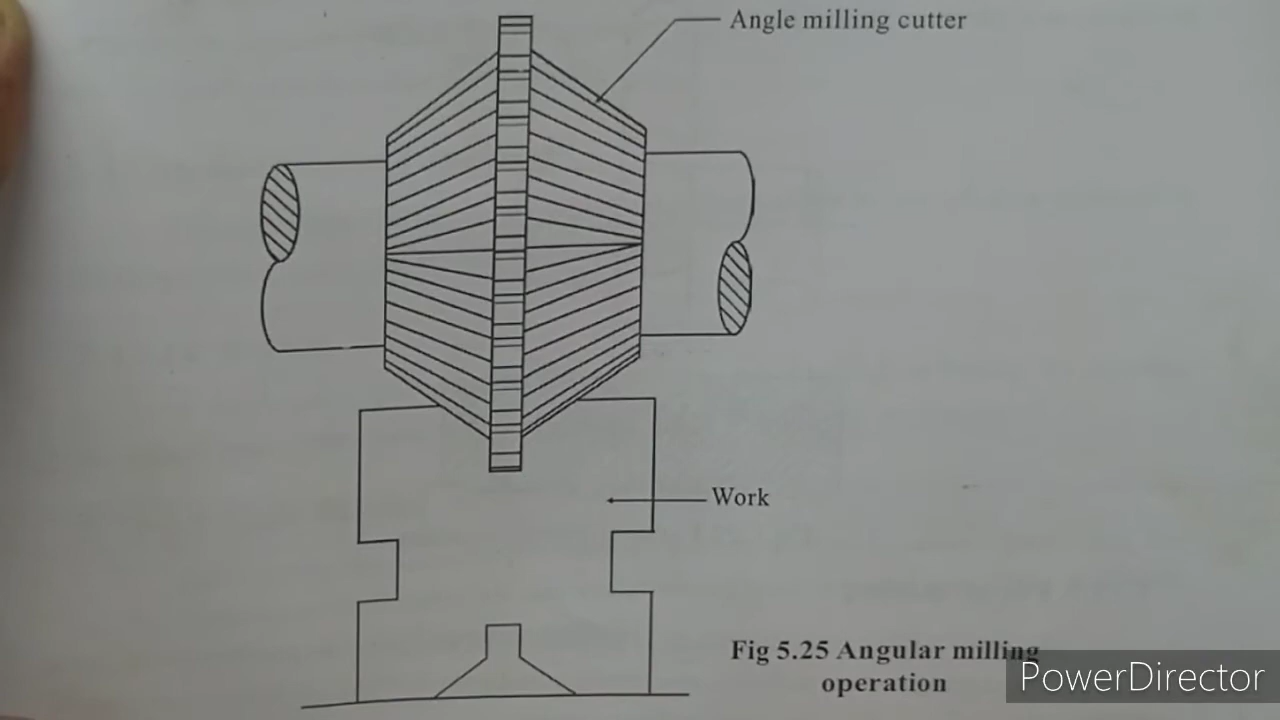 Angle milling cutter
Work
Fig 5.25 Angular milling
operation
PowerDirector